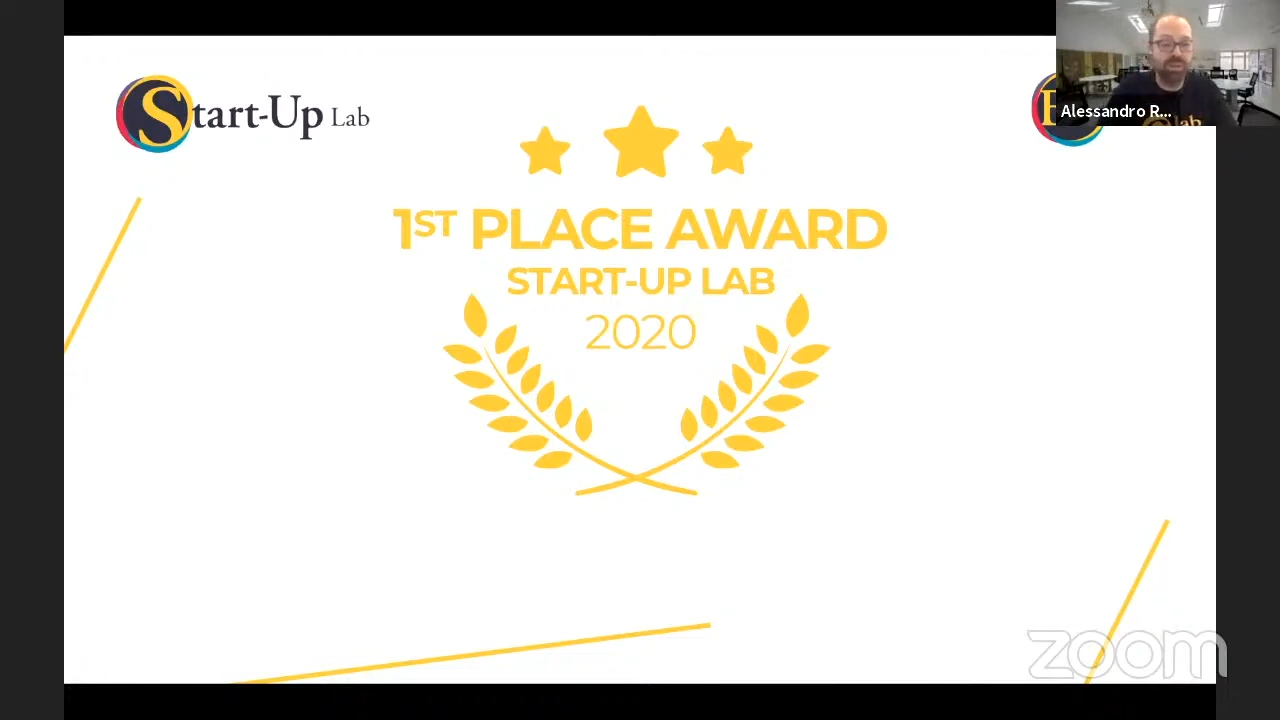 Start-Up Lab
Alessandro R...
1ST PLACE AWARD
START-UP LAB
2020
zoom